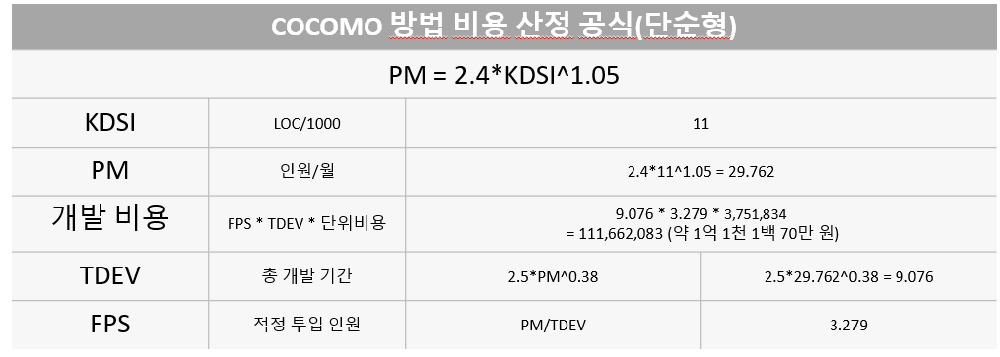 COCOMO 방법 비용 산정 공식(단순형)
PM = 2.4*KDSI^1.05
KDSI LOC/1000 11
PM 인원/월 2.4*11^1.05 = 29.762
개발 비용 FPS * TDEV * 단위비용 9.076 * 3.279 * 3,751,834
= 111,662,083 (약 1억 1천 1백 70만 원)
TDEV 총 개발 기간 2.5*PM^0.38 2.5*29.762^0.38 = 9.076
FPS 적정 투입 인원 PM/TDEV 3.279